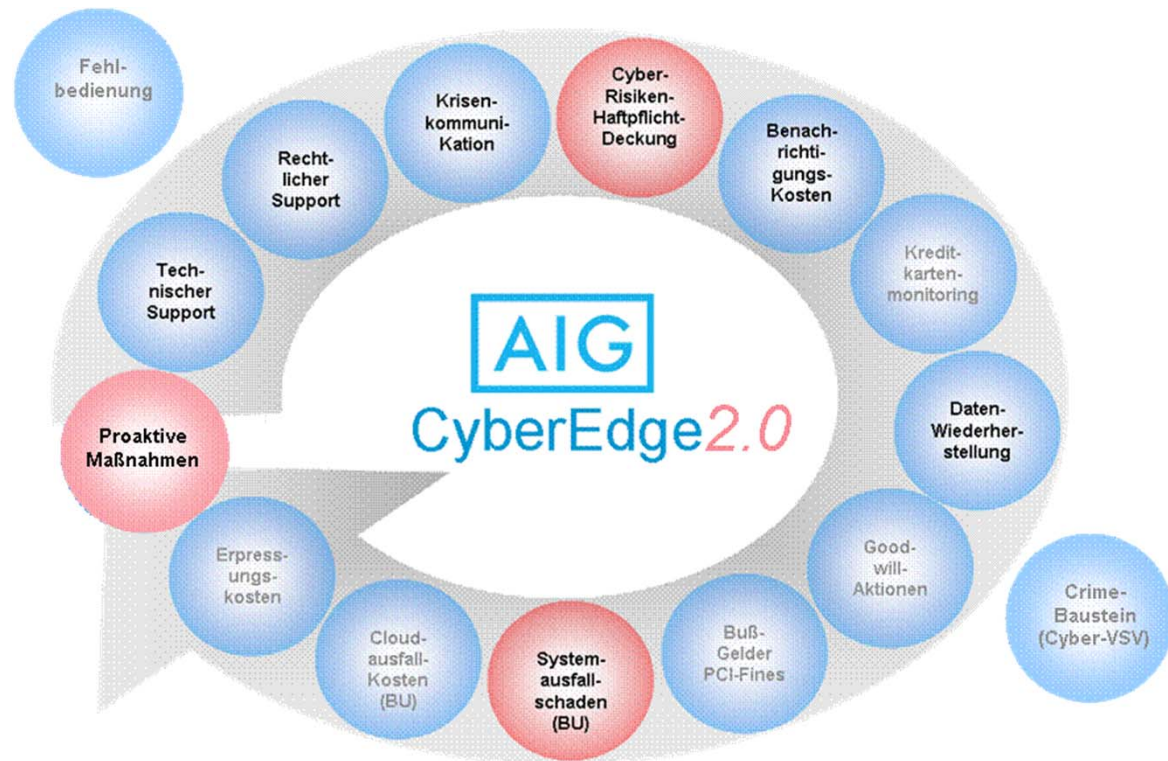 Fehl-
bedienung
Krisen-
kommuni-
Kation
Cyber-
Risiken-
Haftpflicht-
Deckung
Benach-
richti-
gungs-
Kosten
Recht-
licher
Support
Kredit-
karten-
monitoring
Tech-
nischer
Support
AIG
CyberEdge2.0
Daten-
Wiederher-
stellung
Proaktive
Maßnahmen
Good-
will-
Aktionen
Erpress-
ungs-
kosten
Crime-
Baustein
(Cyber-VSV)
Cloud-
ausfall-
Kosten
(BU)
System-
ausfall-
schaden
(BU)
Buß-
Gelder
PCI-Fines